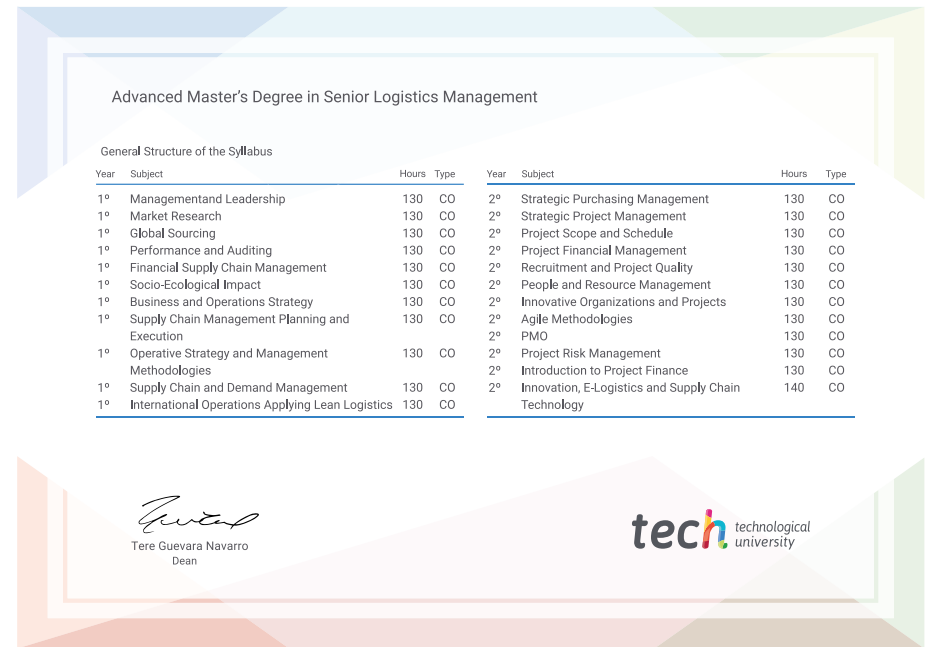 Advanced Master's Degree in Senior Logistics Management
General Structure of the Syllabus
Year Subject Hours Type
1º Managementand Leadership 130 CO
1º Market Research 130 CO
1º Global Sourcing 130 CO
1º Performance and Auditing 130 CO
1º Financial Supply Chain Management 130 CO
1º Socio-Ecological Impact 130 CO
1º Business and Operations Strategy 130 CO
1º Supply Chain Management Planning and 130 CO
Execution
1º Operative Strategy and Management 130 CO
Methodologies
1º Supply Chain and Demand Management 130 CO
1º International Operations Applying Lean Logistics 130 CO
Year Subject Hours Type
2º Strategic Purchasing Management 130 CO
2º Strategic Project Management 130 CO
2º Project Scope and Schedule 130 CO
2º Project Financial Management 130 CO
2º Recruitment and Project Quality 130 CO
2º People and Resource Management 130 CO
2º Innovative Organizations and Projects 130 CO
2º Agile Methodologies 130 CO
2º PMO 130 CO
2º Project Risk Management 130 CO
2º Introduction to Project Finance 130 CO
2º Innovation, E-Logistics and Supply Chain 140 CO
Technology
Tere Guevara Navarro
Dean
tech technological
university